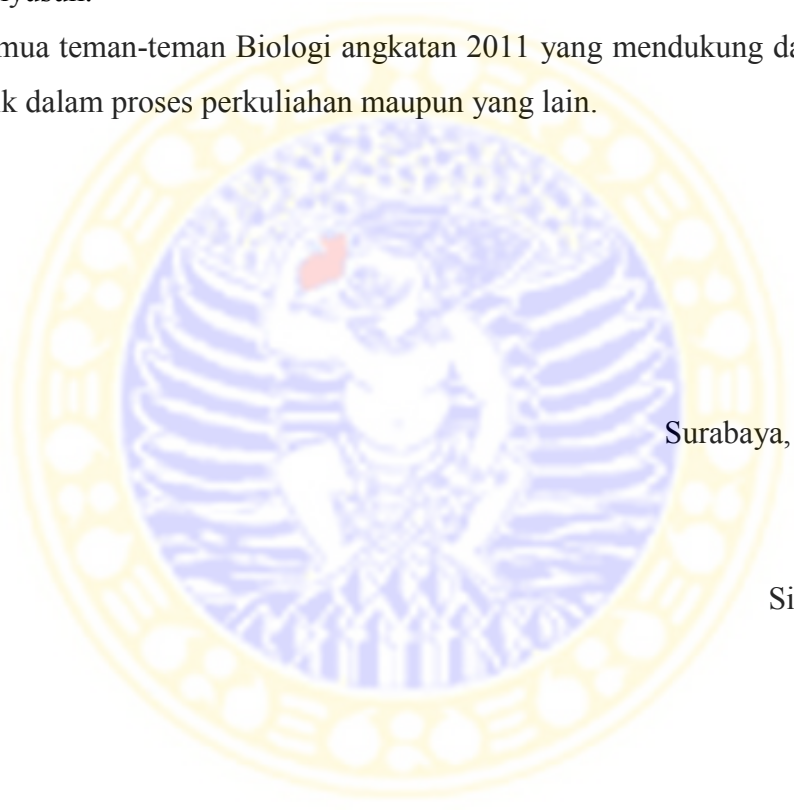 mua teman-teman Biologi angkatan 2011 yang mendukung da
k dalam proses perkuliahan maupun yang lain.
Surabaya,
Si